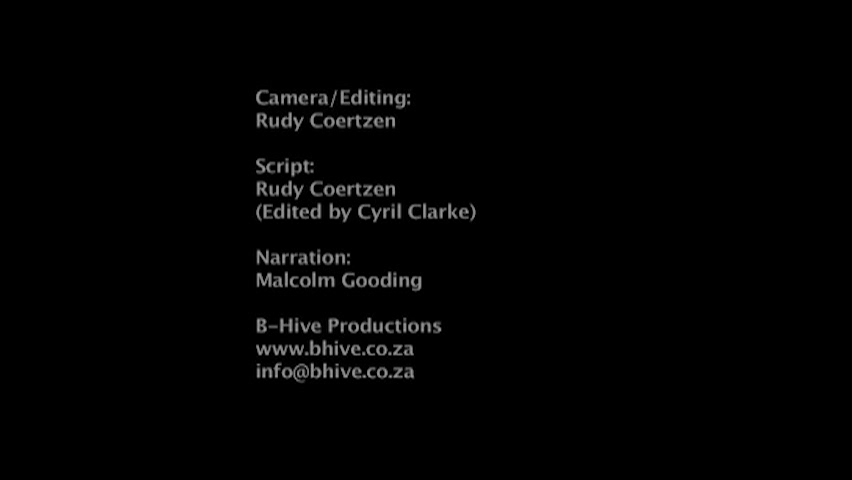 Camera/Editing:
Rudy Coertzen
Script:
Rudy Coertzen
(Edited by Cyril Clarke)
Narration:
Malcolm Gooding
B-Hive Productions
www.bhive.co.za
info@bhive.co.za